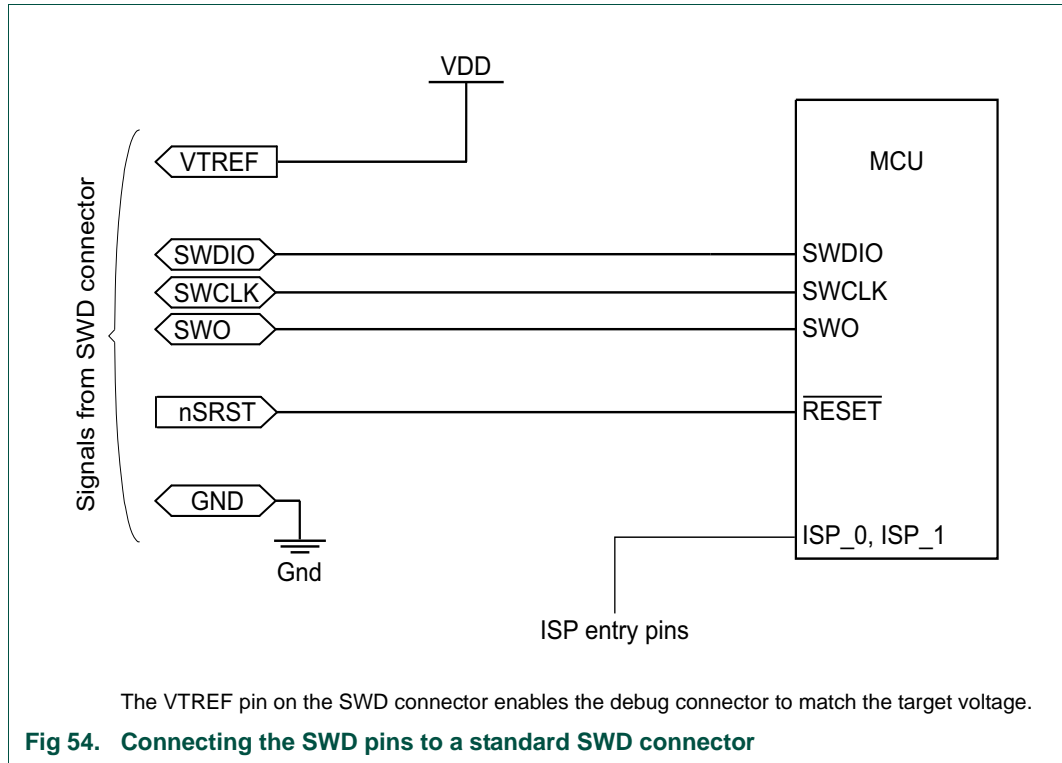 VDD
VTREF
MCU
Signals from SWD connector
SWDIO
SWDIO
SWCLK
SWCLK
SWO
SWO
nSRST
RESET
GND
Gnd
ISP_0, ISP_1
ISP entry pins
The VTREF pin on the SWD connector enables the debug connector to match the target voltage.
Fig 54. Connecting the SWD pins to a standard SWD connector